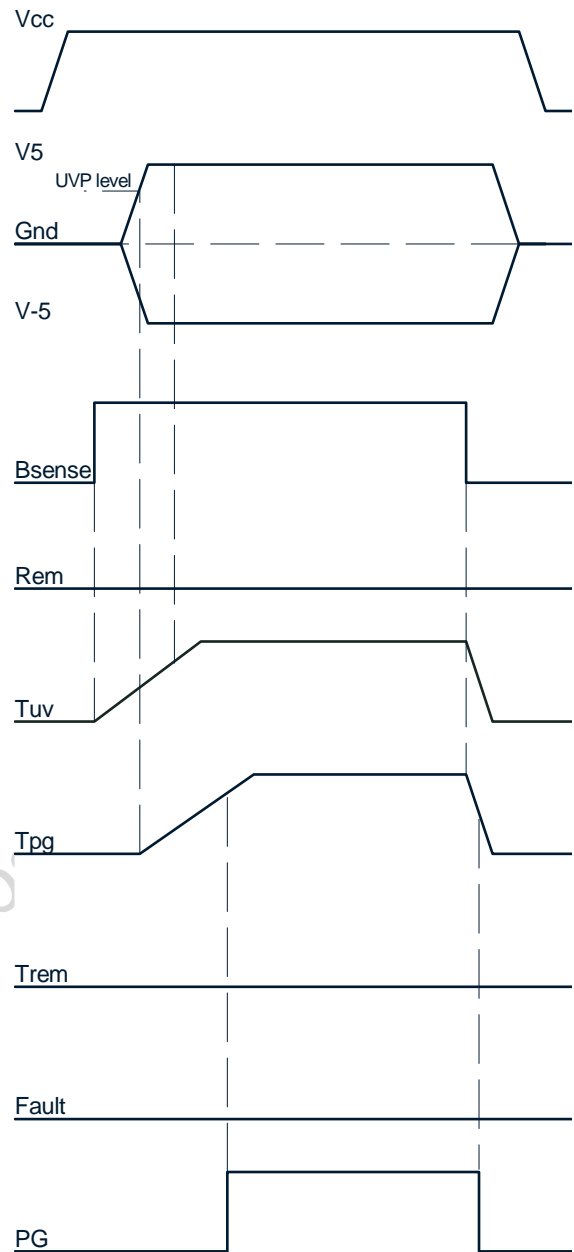 Vcc
V5
UVP level
Gnd
V-5
Bsense
Rem
Tuv
Tpg
Trem
Fault
PG